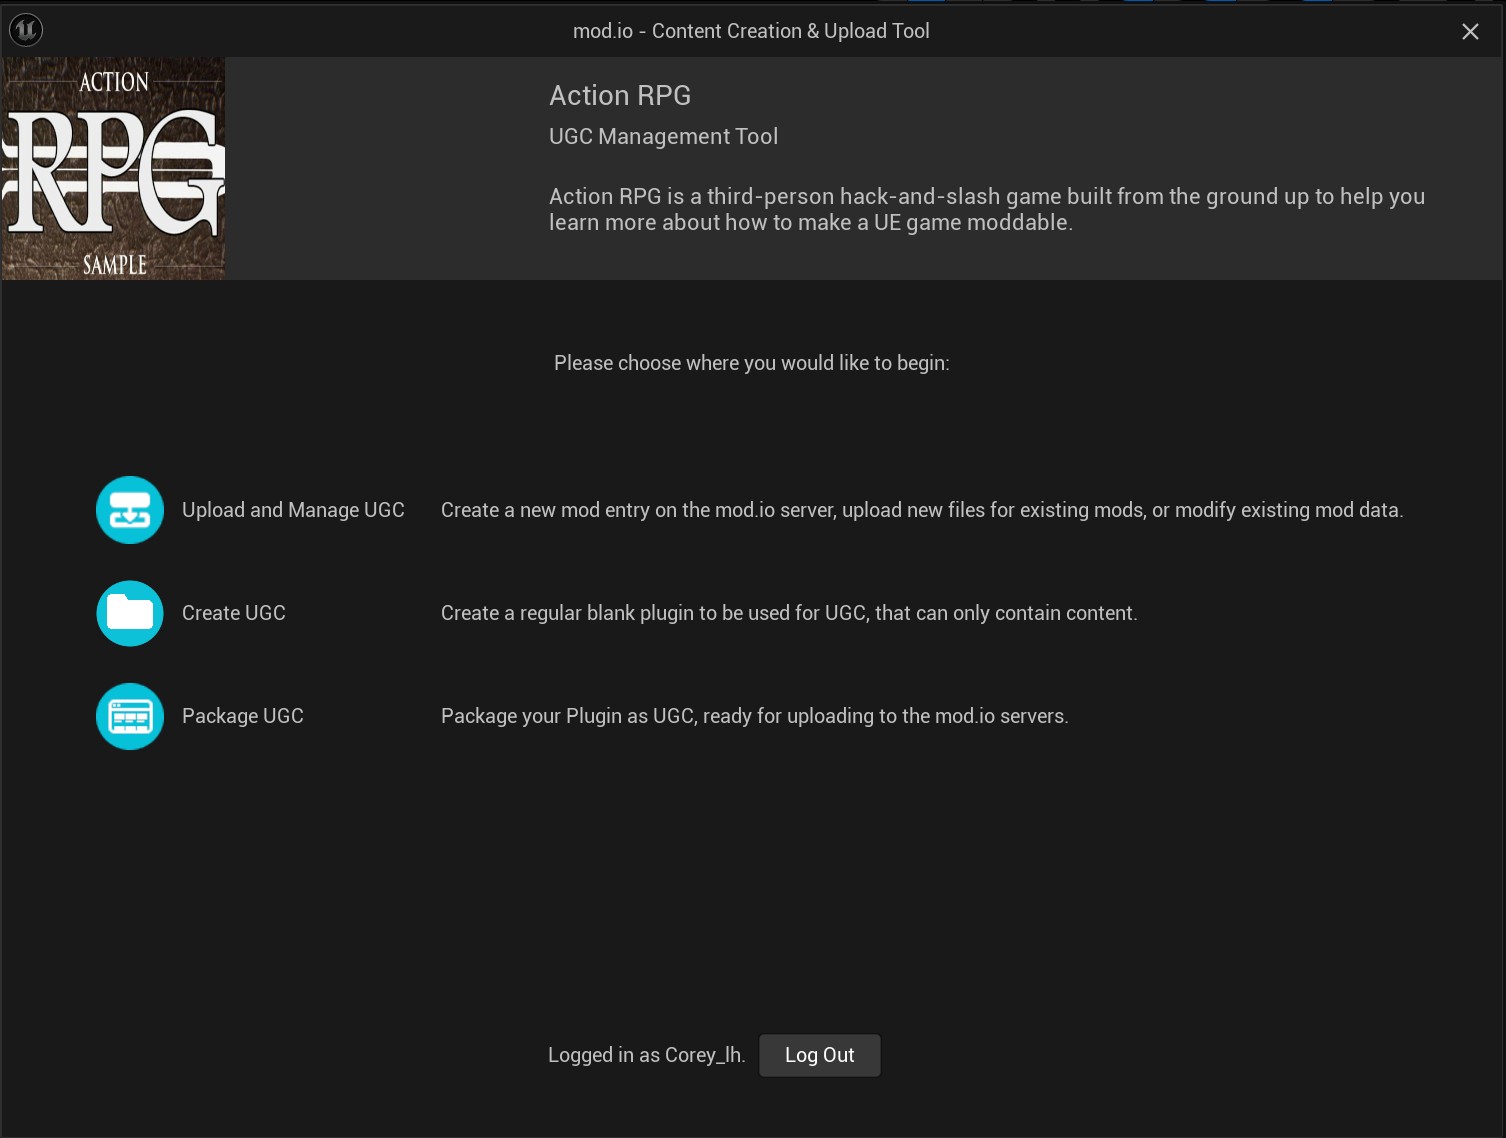 mod.io - Content Creation & Upload Tool
ACTION
RPG
SAMPLE
Action RPG
UGC Management Tool
Action RPG is a third-person hack-and-slash game built from the ground up to help you
learn more about how to make a UE game moddable.
Please choose where you would like to begin:
Upload and Manage UGC Create a new mod entry on the mod.io server, upload new files for existing mods, or modify existing mod data.
Create UGC Create a regular blank plugin to be used for UGC, that can only contain content.
Package UGC Package your Plugin as UGC, ready for uploading to the mod.io servers.
Logged in as Corey_lh. Log Out